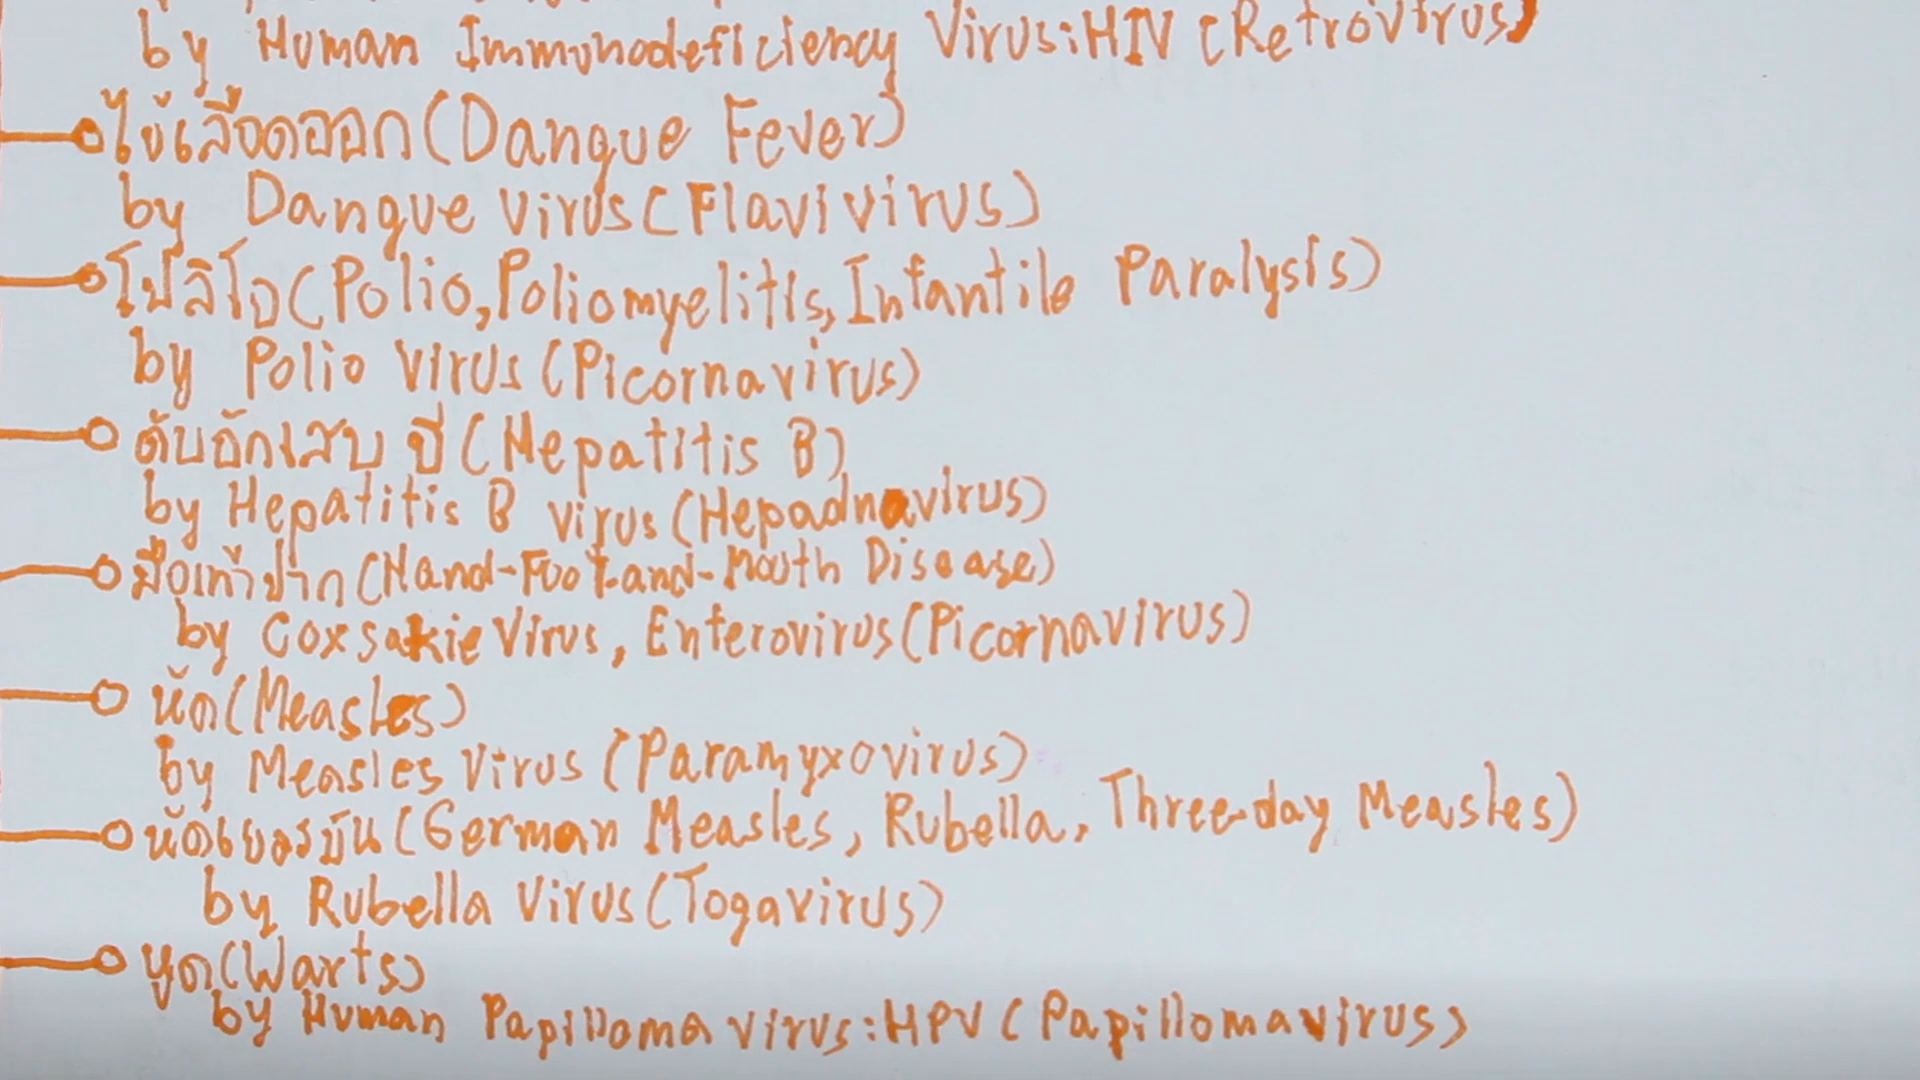 by Human Immunodeficiency Virus:HIV (Retrovirus)
ไข้เลือดออก(Dangue Fever)
by Dangue virus(Flavivirus)
โปลิโอ(Polio,Poliomyelitis,Infantile Paralysis)
by Polio Virus(Picornavirus)
ตับอักเสบ บี(Hepatitis B)
by Hepatitis B virus(Hepadnavirus)
มือเท้าปาก(Hand-Foot-and-Mouth Disease)
by Coxsakie Virus, Enterovirus(Picornavirus)
หัด(Measles)
by Measles Virus (Paramyxovirus)
หัดเยอรมัน(German Measles, Rubella, Three-day Measles)
by Rubella Virus(Togavirus)
หูด(Warts)
by Human Papilloma virus:HPV(Papillomavirus)